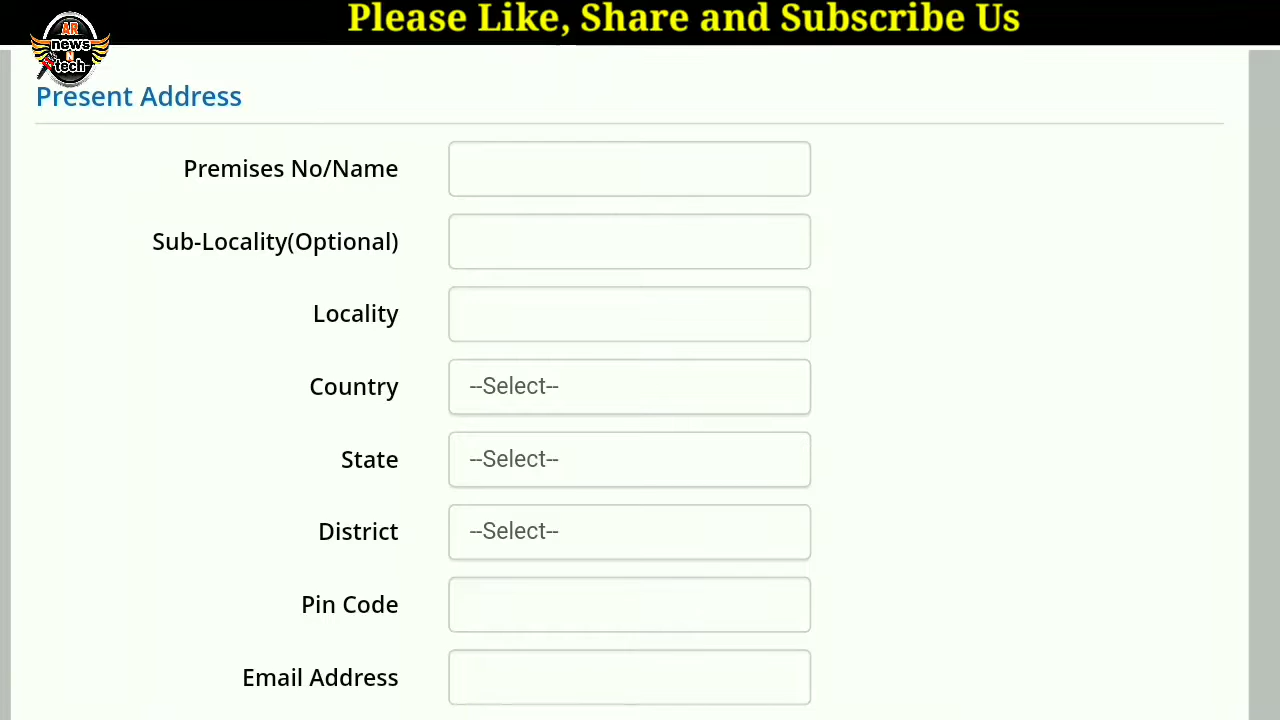 Please Like, Share and Subscribe Us
AR
news
N
tech
Present Address
Premises No/Name
Sub-Locality(Optional)
Locality
Country --Select--
State --Select--
District --Select--
Pin Code
Email Address